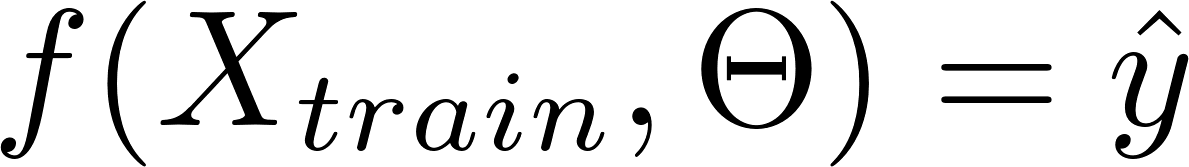 f(X_{train}, Θ) = ŷ